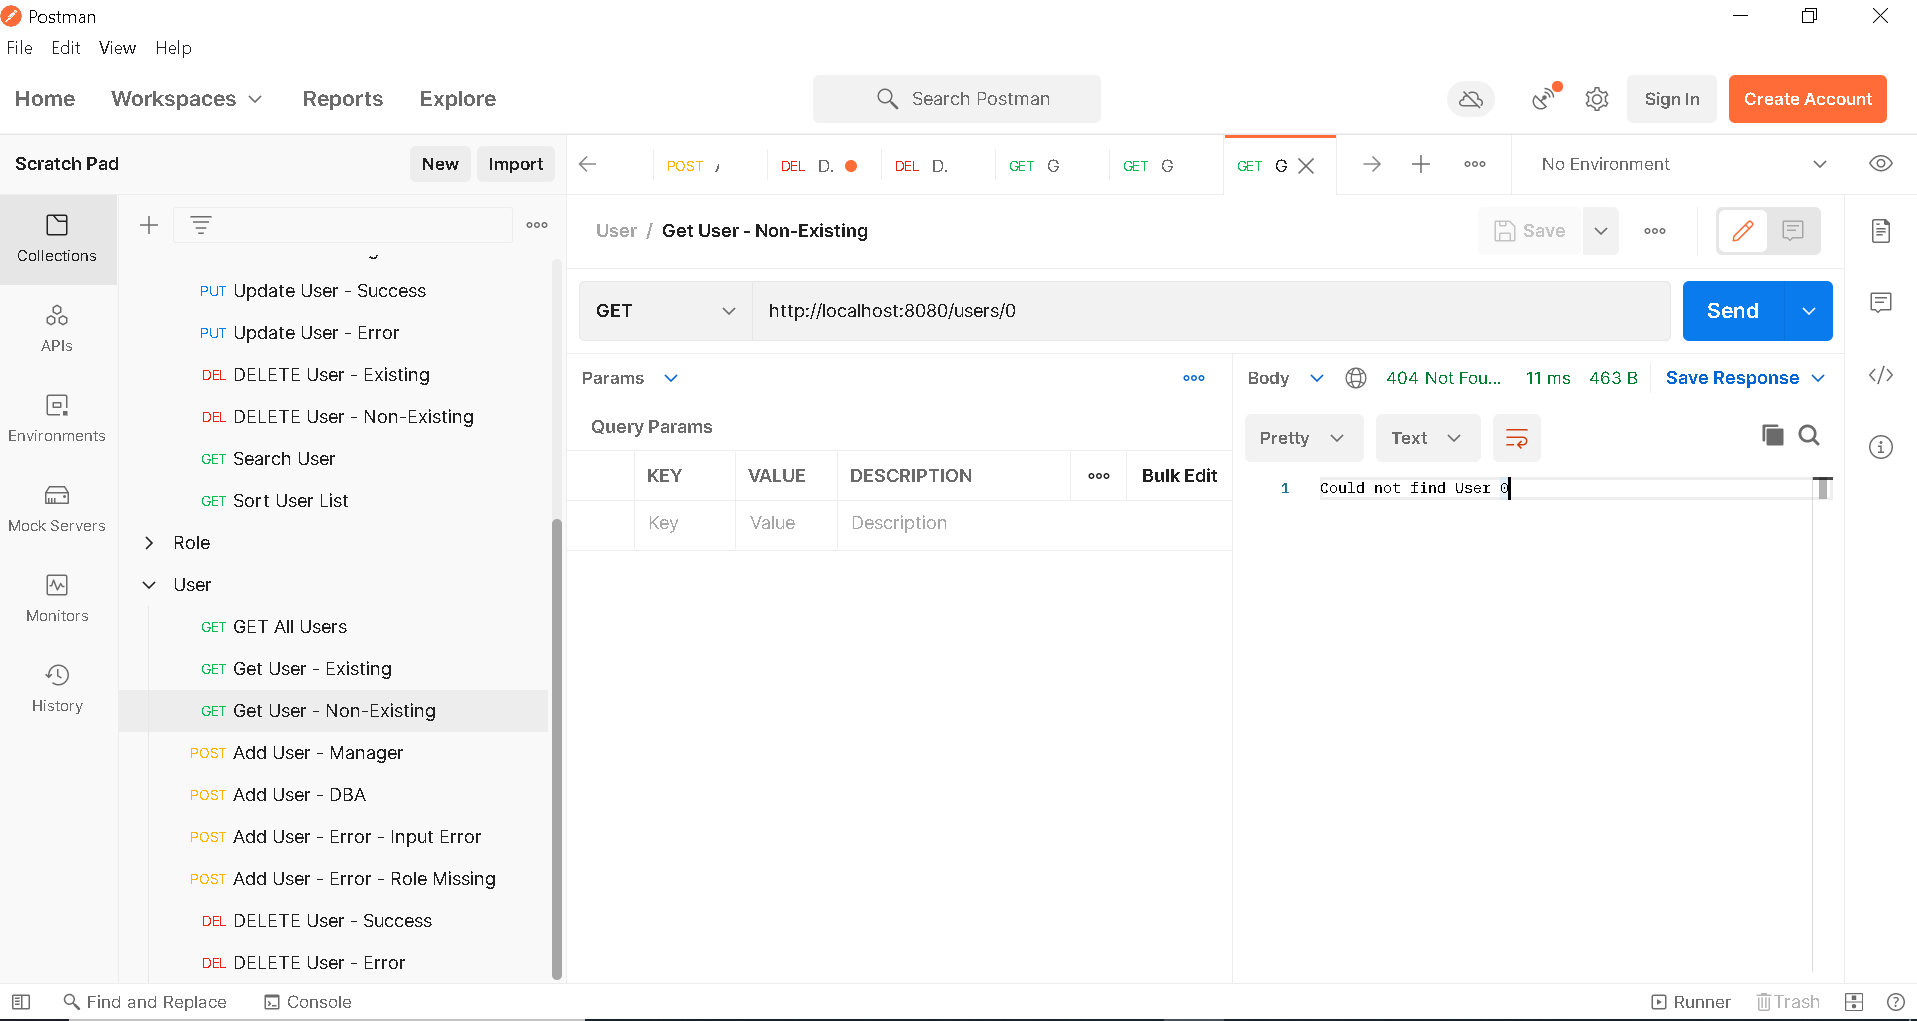 Postman
File Edit View Help
Home Workspaces Reports Explore Search Postman Sign In Create Account
Scratch Pad New Import POST DEL D. DEL D. GET G GET G GET G No Environment
Collections
APIs
Environments
Mock Servers
Monitors
History
PUT Update User - Success
PUT Update User - Error
DEL DELETE User - Existing
DEL DELETE User - Non-Existing
GET Search User
GET Sort User List
Role
User
GET GET All Users
GET Get User - Existing
GET Get User - Non-Existing
POST Add User - Manager
POST Add User - DBA
POST Add User - Error - Input Error
POST Add User - Error - Role Missing
DEL DELETE User - Success
DEL DELETE User - Error
User / Get User - Non-Existing Save
GET http://localhost:8080/users/0 Send
Params
Query Params
KEY VALUE DESCRIPTION Bulk Edit
Key Value Description
Body 404 Not Fou... 11 ms 463 B Save Response
Pretty Text
1 Could not find User 0
Find and Replace Console Runner Trash